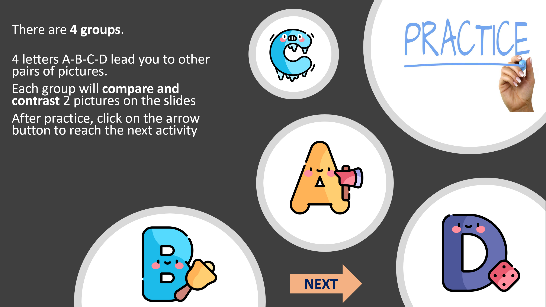 There are 4 groups.
4 letters A-B-C-D lead you to other
pairs of pictures.
Each group will compare and
contrast 2 pictures on the slides
After practice, click on the arrow
button to reach the next activity
PRACTICE
C
A
B
D
NEXT